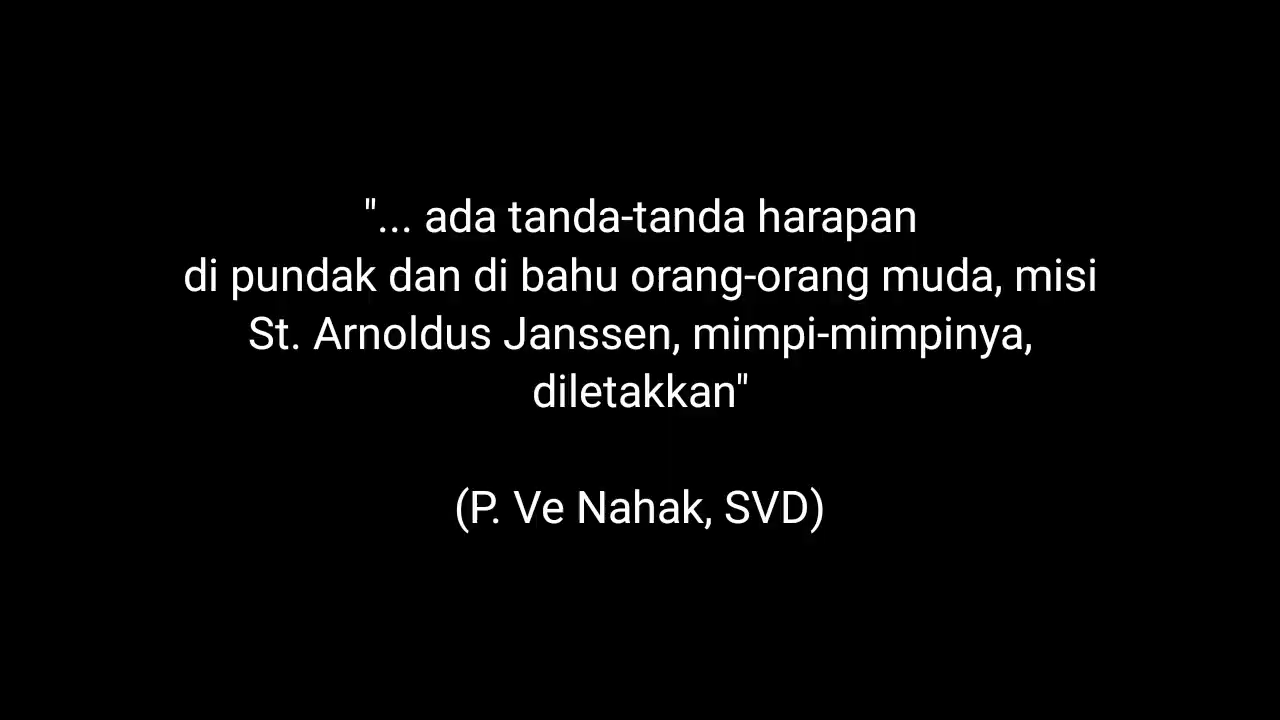 "... ada tanda-tanda harapan
di pundak dan di bahu orang-orang muda, misi
St. Arnoldus Janssen, mimpi-mimpinya,
diletakkan"
(P. Ve Nahak, SVD)